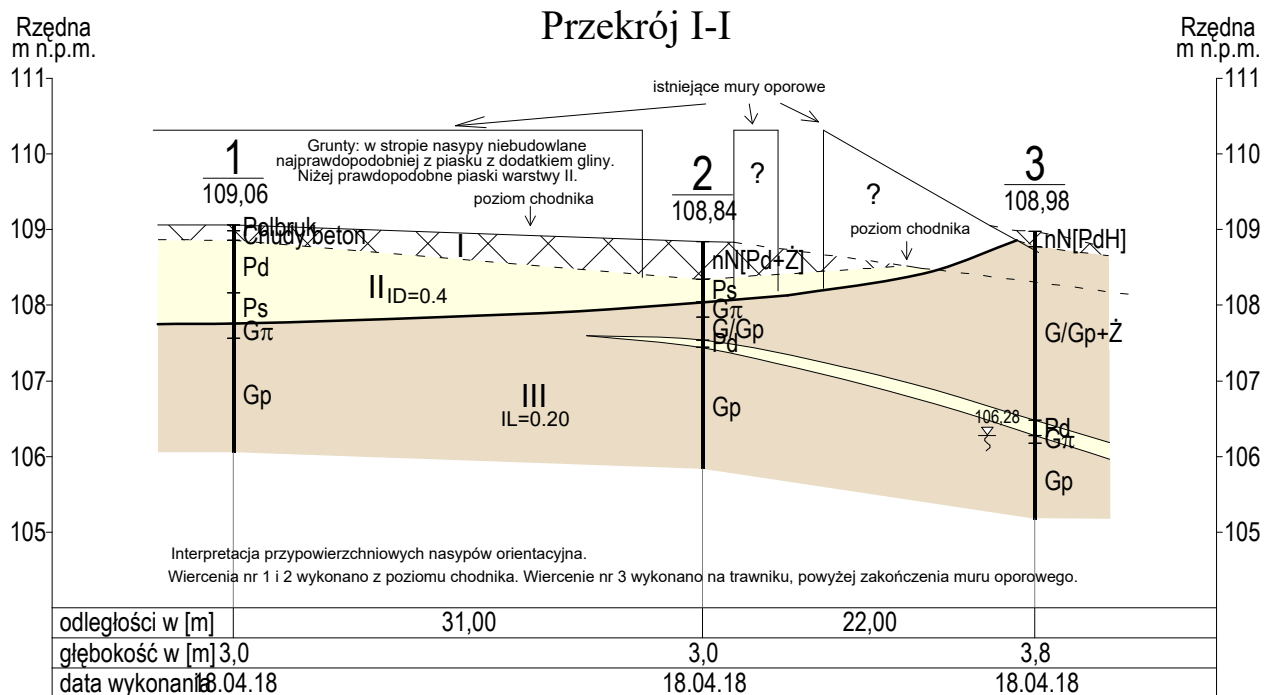 Przekrój I-I
Rzędna
m n.p.m.
Rzędna
m n.p.m.
111
110
109
108
107
106
105
111
110
109
108
107
106
105
istniejące mury oporowe
Grunty: w stropie nasypy niebudowlane
najprawdopodobniej z piasku z dodatkiem gliny.
Niżej prawdopodobne piaski warstwy II.
poziom chodnika
poziom chodnika
?
?
1
109,06
Polbruk
Chudy beton
Pd
Ps
Gπ
Gp
I
II ID=0.4
III
IL=0.20
2
108,84
nN[Pd+Ż]
Ps
Gπ
G/Gp
Pd
Gp
3
108,98
nN[PdH]
G/Gp+Ż
106.28
Pd
Gπ
Gp
Interpretacja przypowierzchniowych nasypów orientacyjna.
Wiercenia nr 1 i 2 wykonano z poziomu chodnika. Wiercenie nr 3 wykonano na trawniku, powyżej zakończenia muru oporowego.
odległości w [m] 31,00 22,00
głębokość w [m] 3,0 3,0 3,8
data wykonania 18.04.18 18.04.18 18.04.18